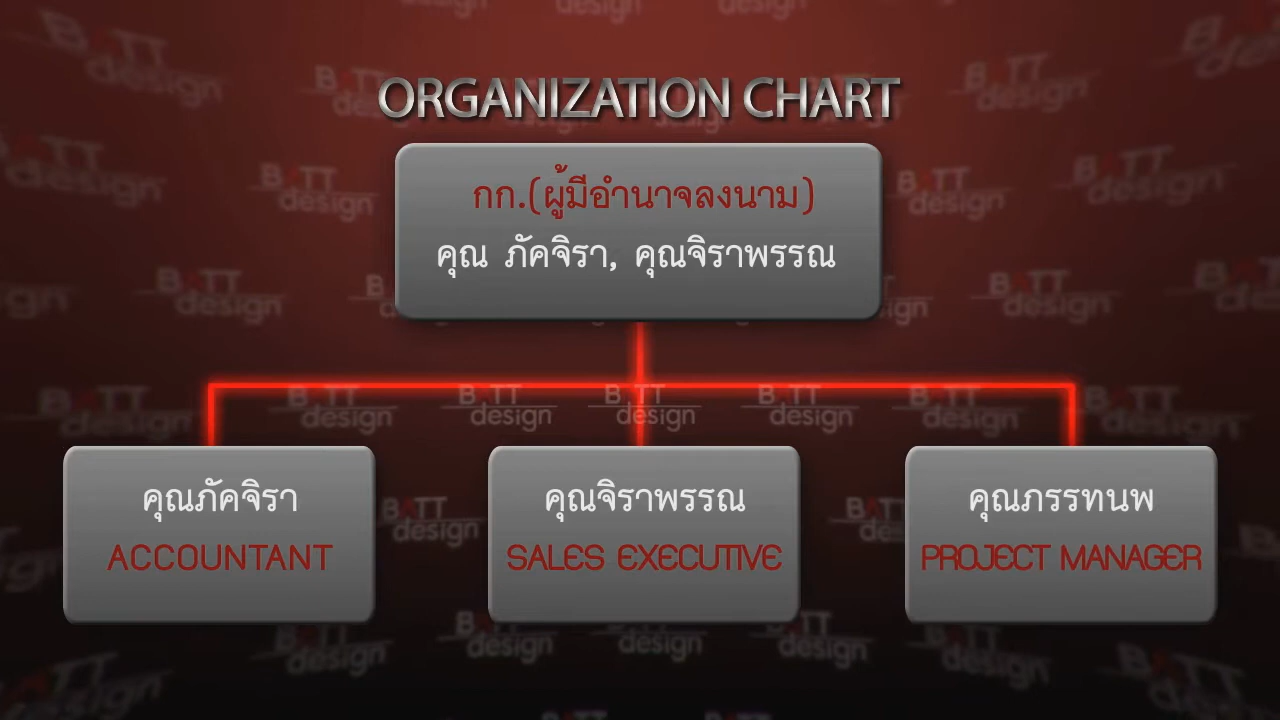 ORGANIZATION CHART
กก.(ผู้มีอำนาจลงนาม)
คุณ ภัคจิรา, คุณจิราพรรณ
คุณภัคจิรา
ACCOUNTANT
คุณจิราพรรณ
SALES EXECUTIVE
คุณภรรทนพ
PROJECT MANAGER
BATT
design